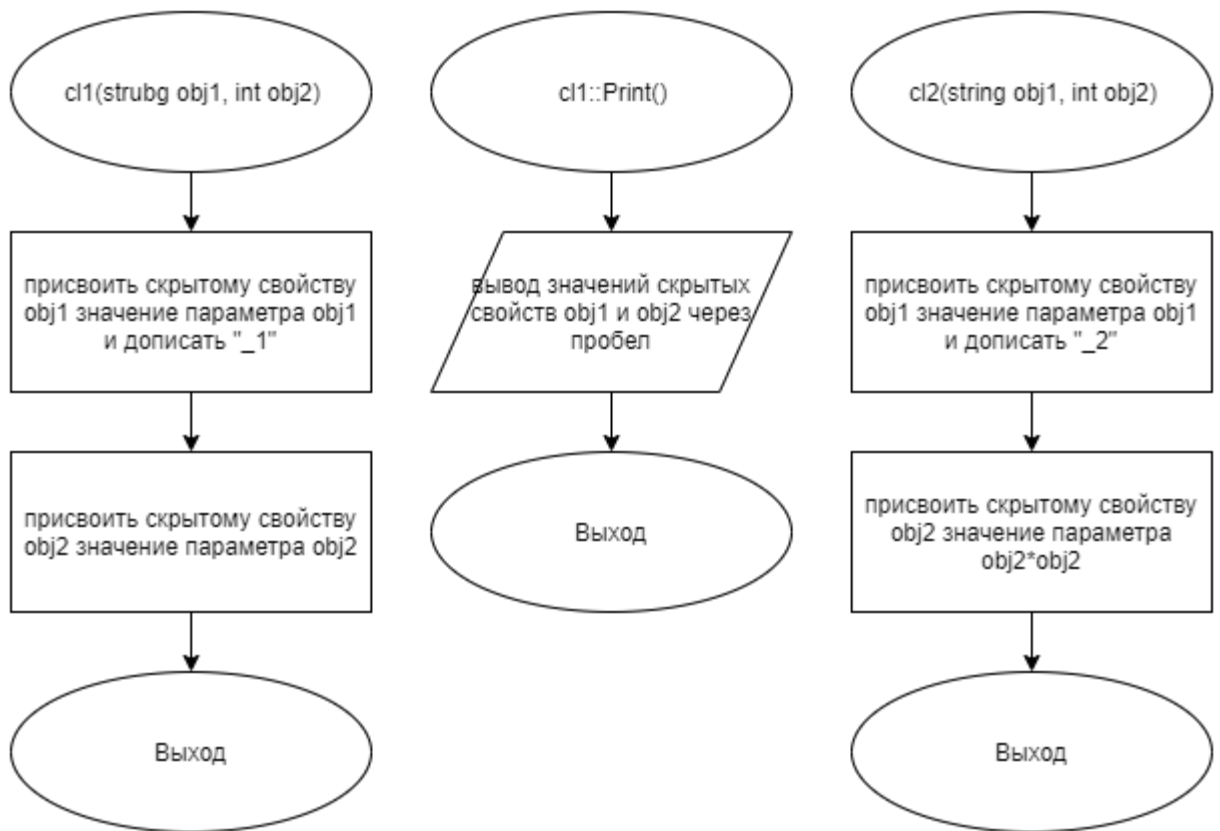 cl1(strubg obj1, int obj2)
присвоить скрытому свойству
obj1 значение параметра obj1
и дописать "_1"
присвоить скрытому свойству
obj2 значение параметра obj2
Выход
cl1::Print()
вывод значений скрытых
свойств obj1 и obj2 через
пробел
Выход
cl2(string obj1, int obj2)
присвоить скрытому свойству
obj1 значение параметра obj1
и дописать "_2"
присвоить скрытому свойству
obj2 значение параметра
obj2*obj2
Выход